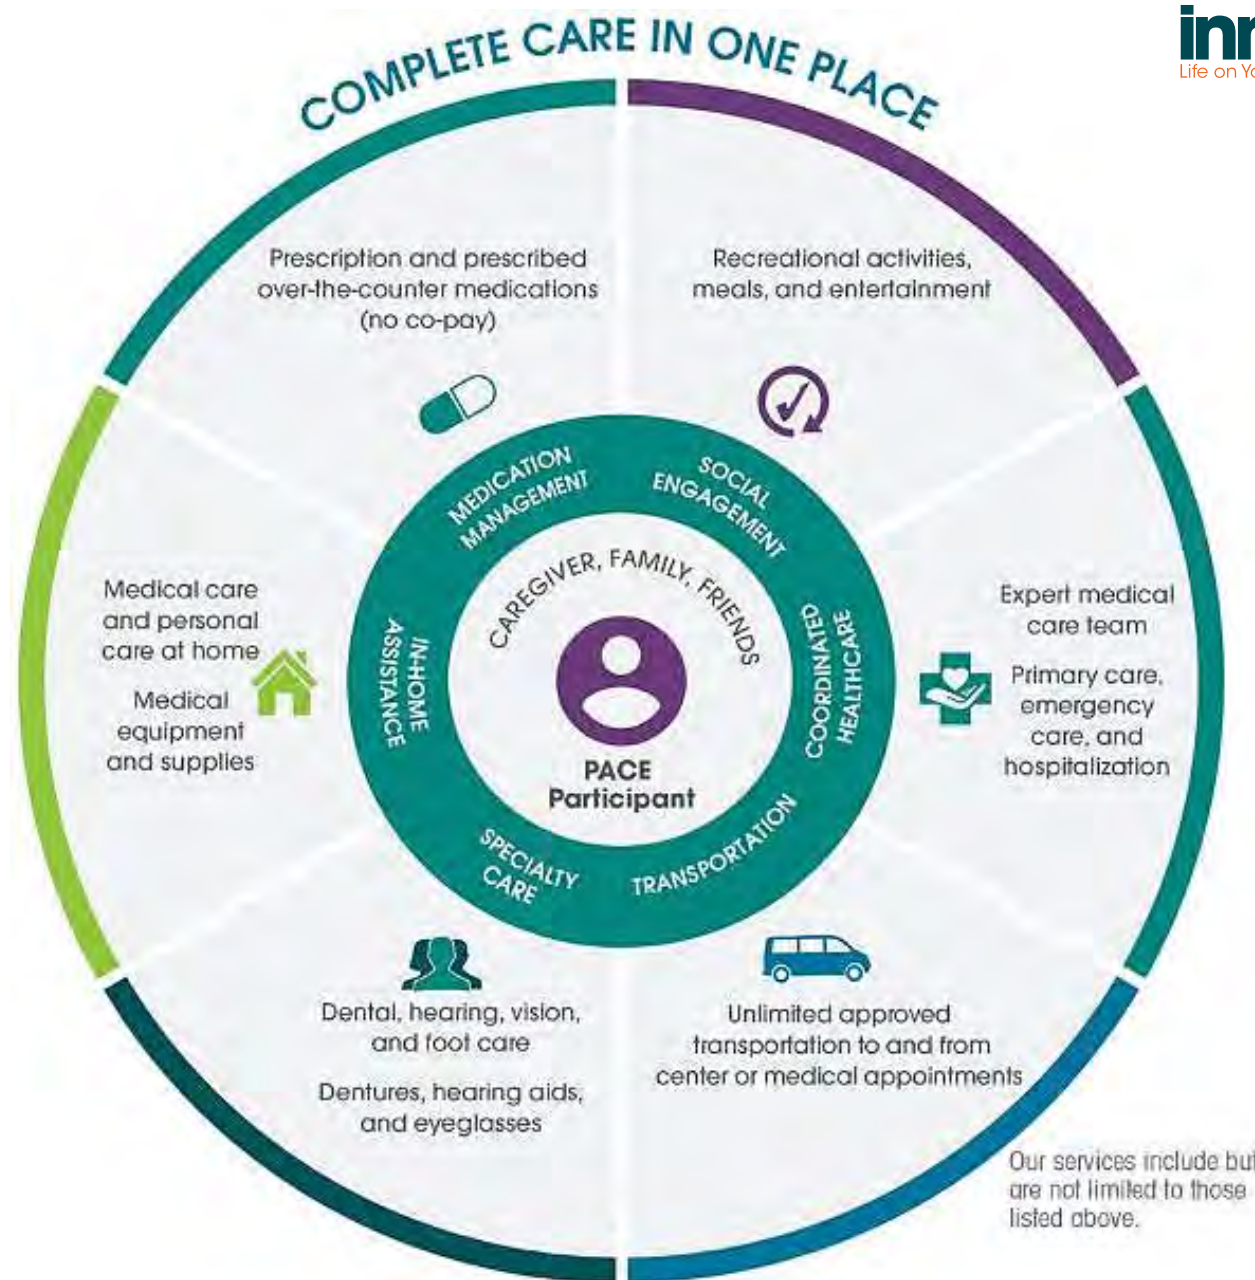 COMPLETE CARE IN ONE PLACE
Life on
Prescription and prescribed
over-the-counter medications
(no co-pay)
Recreational activities,
meals, and entertainment
MEDICATION
MANAGEMENT
SOCIAL
ENGAGEMENT
CAREGIVER, FAMILY, FRIENDS
Medical care
and personal
care at home
Medical
equipment
and supplies
IN-HOME
ASSISTANCE
COORDINATED
HEALTHCARE
Expert medical
care team
Primary care,
emergency
care, and
hospitalization
PACE
Participant
SPECIALTY
CARE
TRANSPORTATION
Dental, hearing, vision,
and foot care
Dentures, hearing aids,
and eyeglasses
Unlimited approved
transportation to and from
center or medical appointments
Our services include but
are not limited to those
listed above.